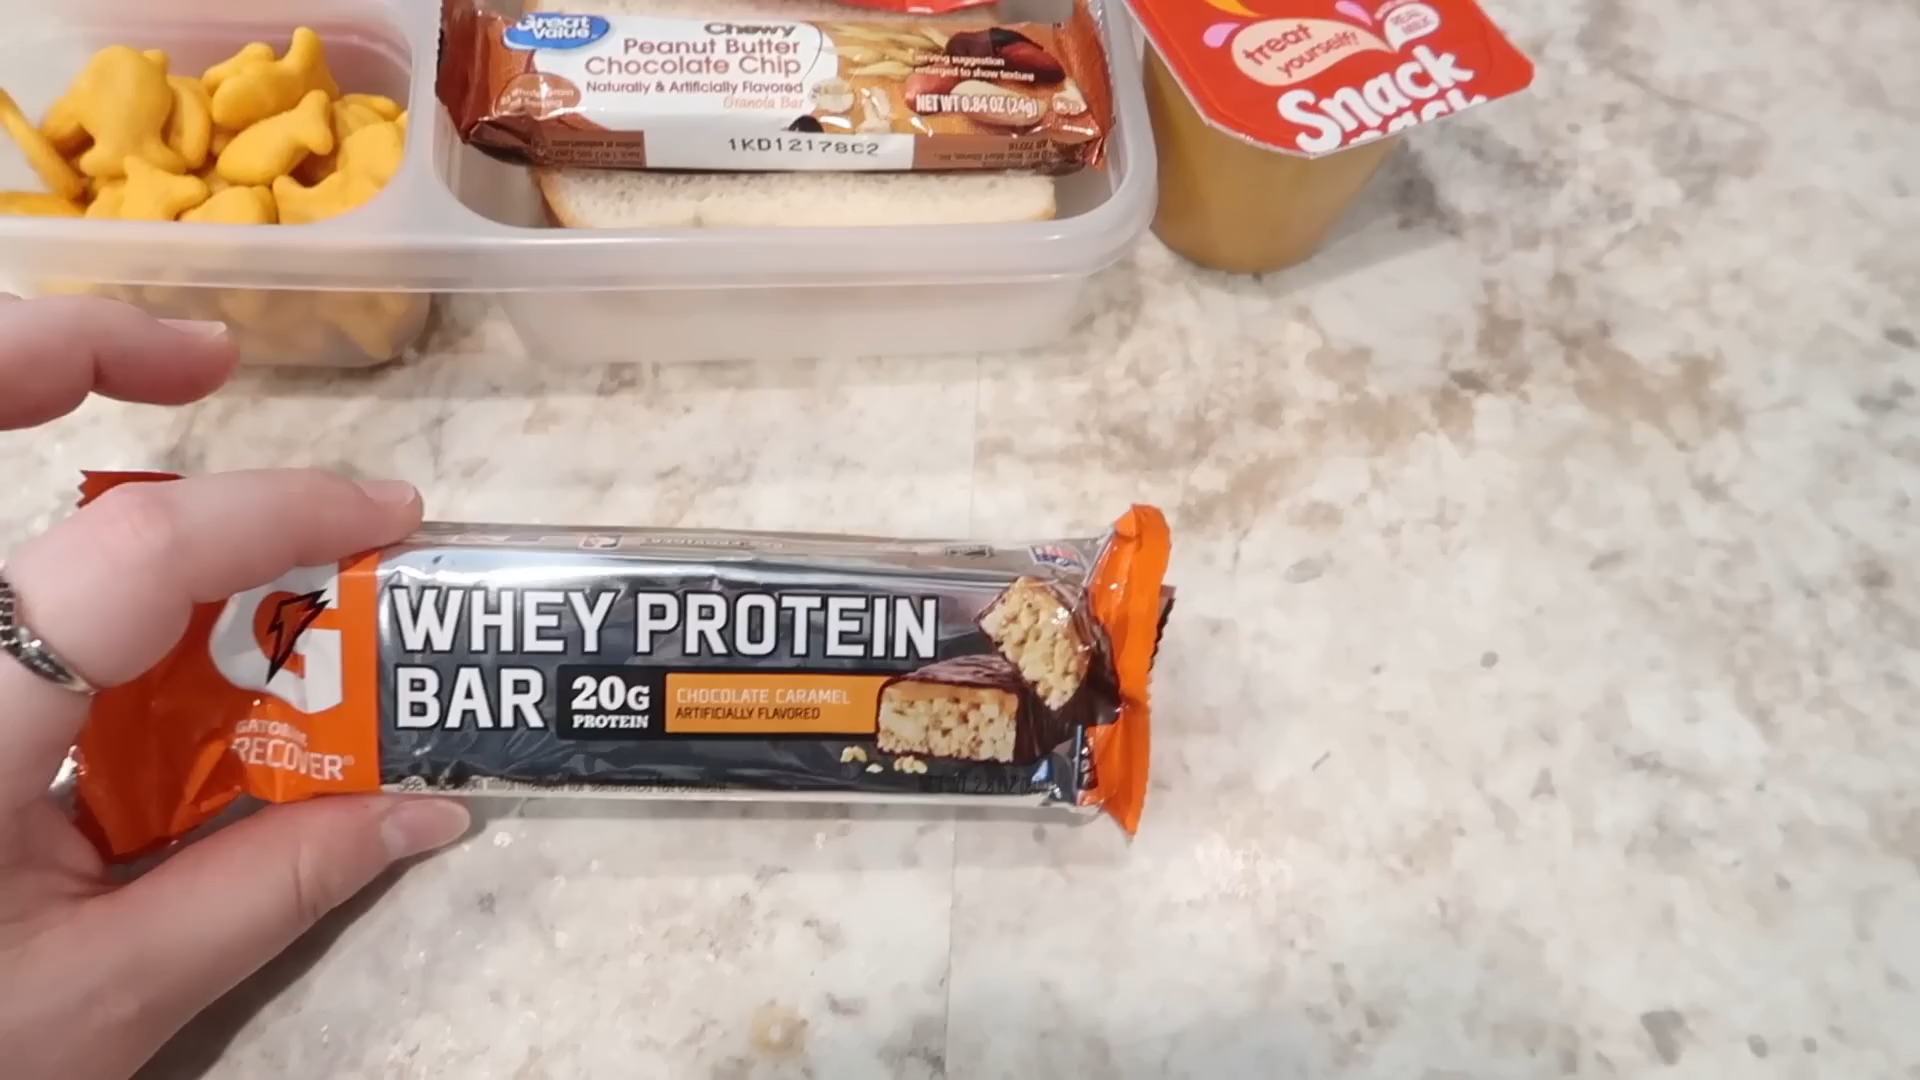 Great
Value
Chewy
Peanut Butter
Chocolate Chip
Naturally & Artificially Flavored
Granola Bar
serving suggestion
enlarged to show texture
NET WT 0.84 OZ (24g)
1KD12178C2
treat
yourself!
REAL
MILK
Snack
G
RECOVER®
WHEY PROTEIN
BAR
20G
PROTEIN
CHOCOLATE CARAMEL
ARTIFICIALLY FLAVORED